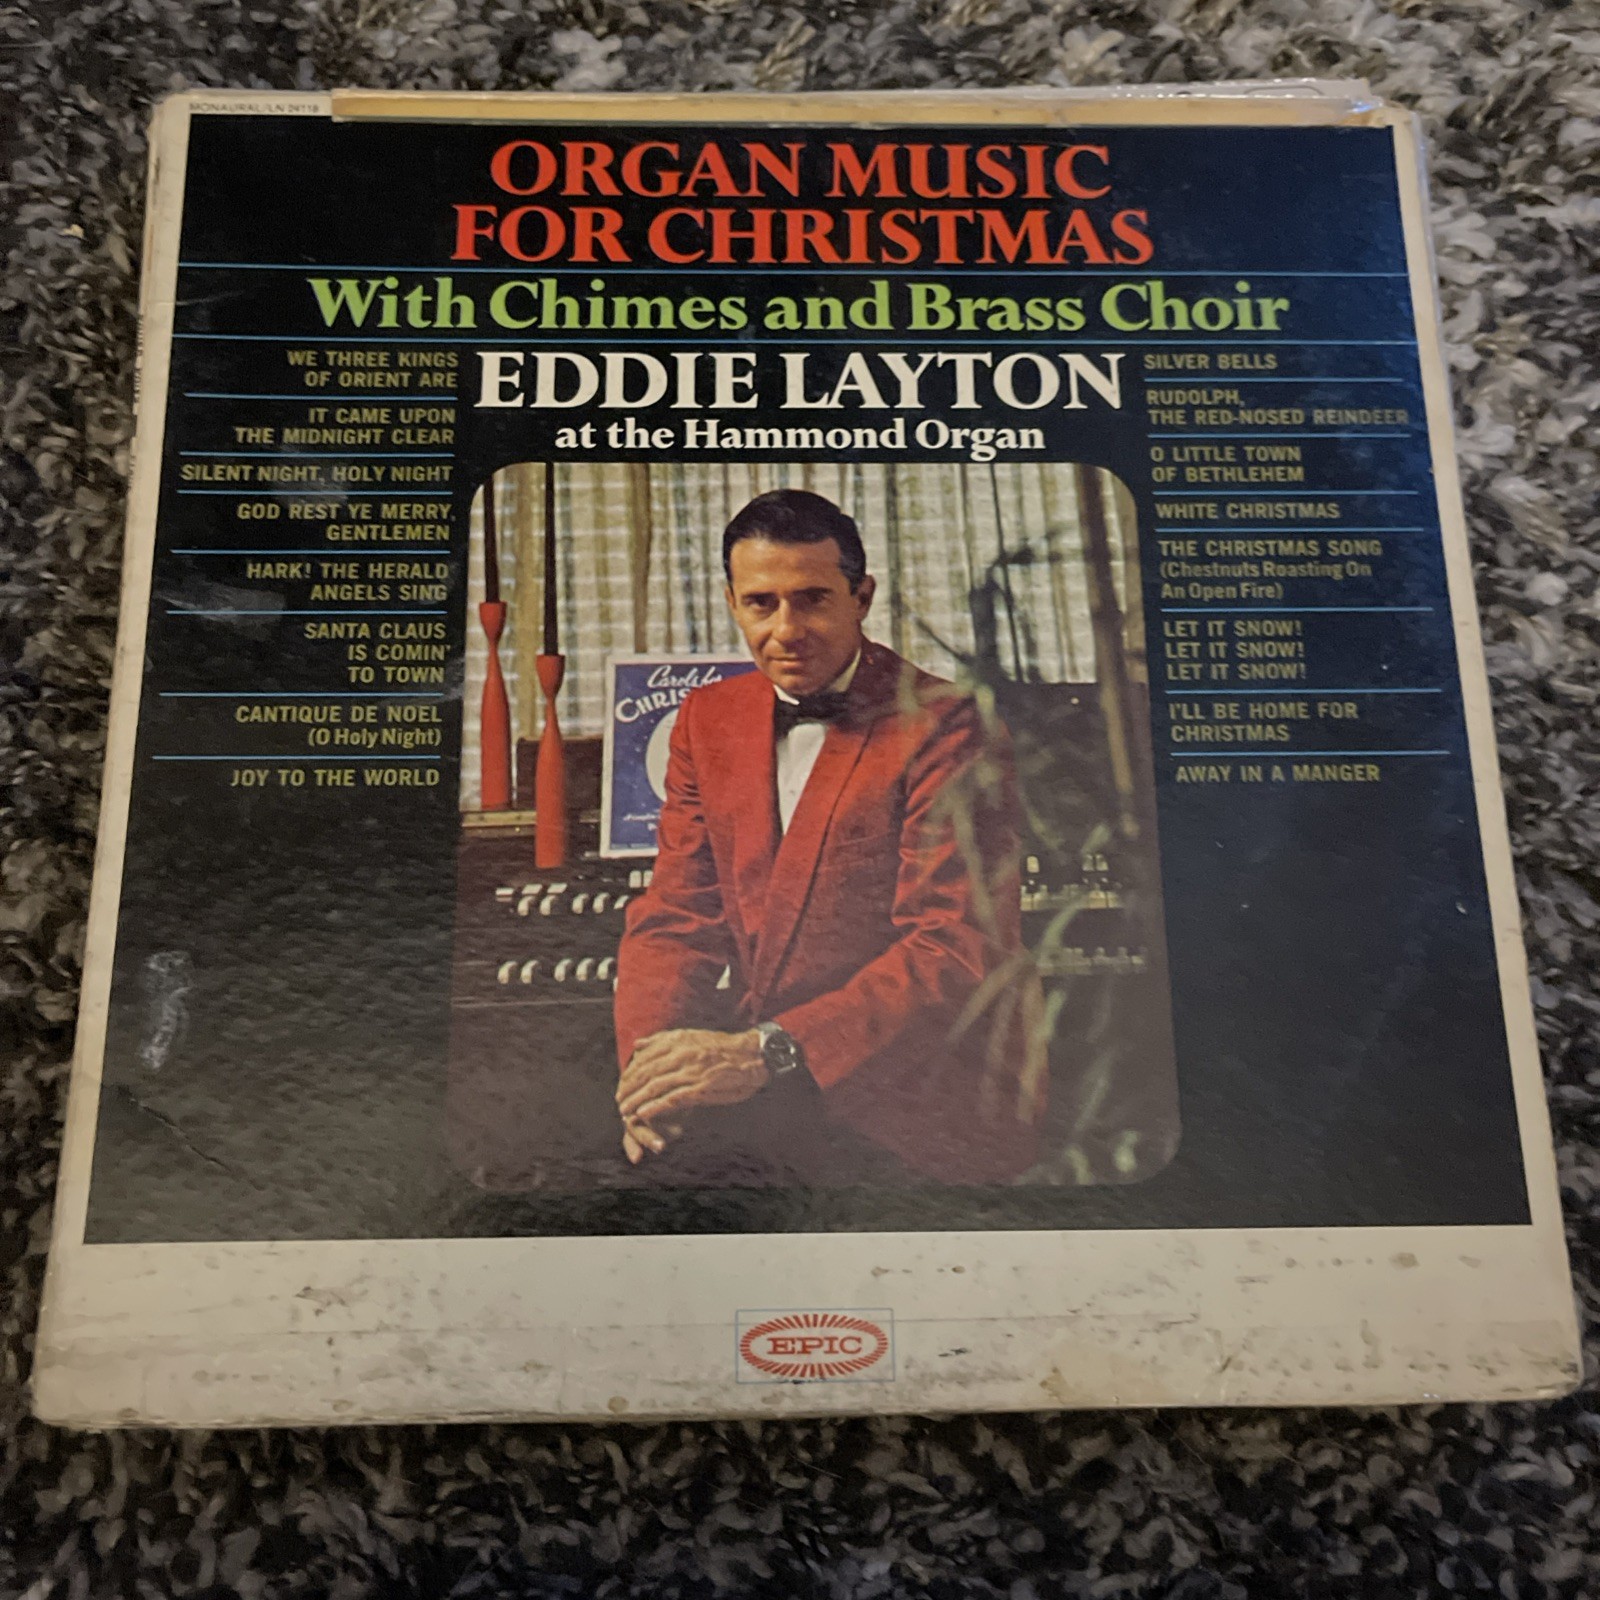 MONAURAL/LN 24118
ORGAN MUSIC
FOR CHRISTMAS
With Chimes and Brass Choir
EDDIE LAYTON
at the Hammond Organ
WE THREE KINGS
OF ORIENT ARE
IT CAME UPON
THE MIDNIGHT CLEAR
SILENT NIGHT, HOLY NIGHT
GOD REST YE MERRY,
GENTLEMEN
HARK! THE HERALD
ANGELS SING
SANTA CLAUS
IS COMIN'
TO TOWN
CANTIQUE DE NOEL
(O Holy Night)
JOY TO THE WORLD
SILVER BELLS
RUDOLPH,
THE RED-NOSED REINDEER
O LITTLE TOWN
OF BETHLEHEM
WHITE CHRISTMAS
THE CHRISTMAS SONG
(Chestnuts Roasting On
An Open Fire)
LET IT SNOW!
LET IT SNOW!
LET IT SNOW!
I'LL BE HOME FOR
CHRISTMAS
AWAY IN A MANGER
Carols for
CHRIS
EPIC